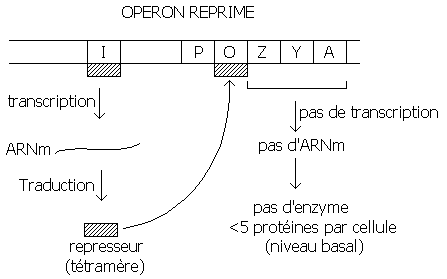 OPERON REPRIME
I P O Z Y A
transcription
pas de transcription
ARNm
pas d'ARNm
Traduction
pas d'enzyme
<5 protéines par cellule
(niveau basal)
represseur
(tétramère)